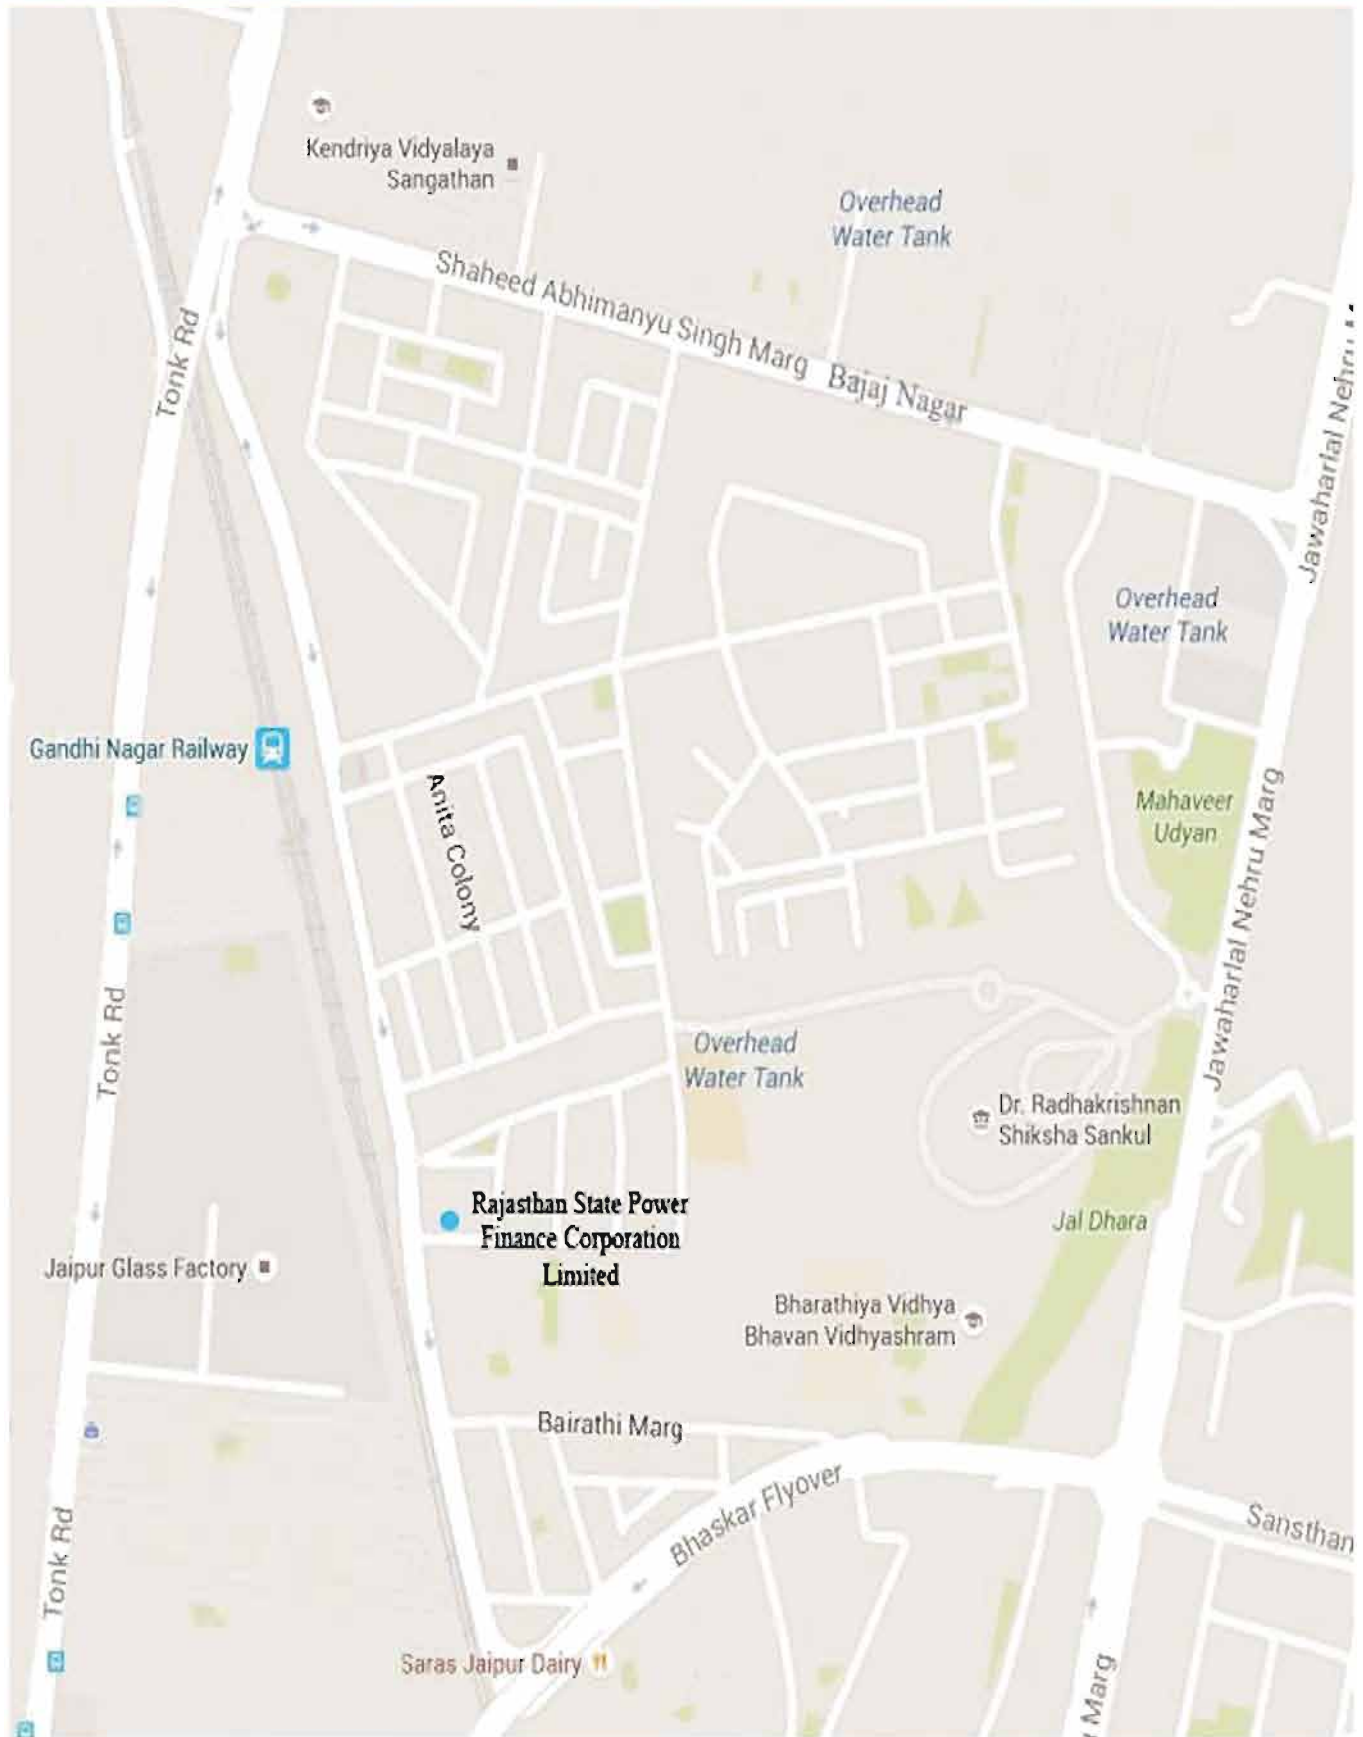 Kendriya Vidyalaya
Sangathan
Overhead
Water Tank
Shaheed Abhimanyu Singh Marg
Bajaj Nagar
Tonk Rd
Jawaharlal Nehru
Overhead
Water Tank
Gandhi Nagar Railway
Anita Colony
Mahaveer
Udyan
Jawaharlal Nehru Marg
Tonk Rd
Overhead
Water Tank
Dr. Radhakrishnan
Shiksha Sankul
Rajasthan State Power
Finance Corporation
Limited
Jal Dhara
Jaipur Glass Factory
Bharathiya Vidhya
Bhavan Vidhyashram
Bairathi Marg
Bhaskar Flyover
Sansthan
Tonk Rd
Saras Jaipur Dairy
Marg